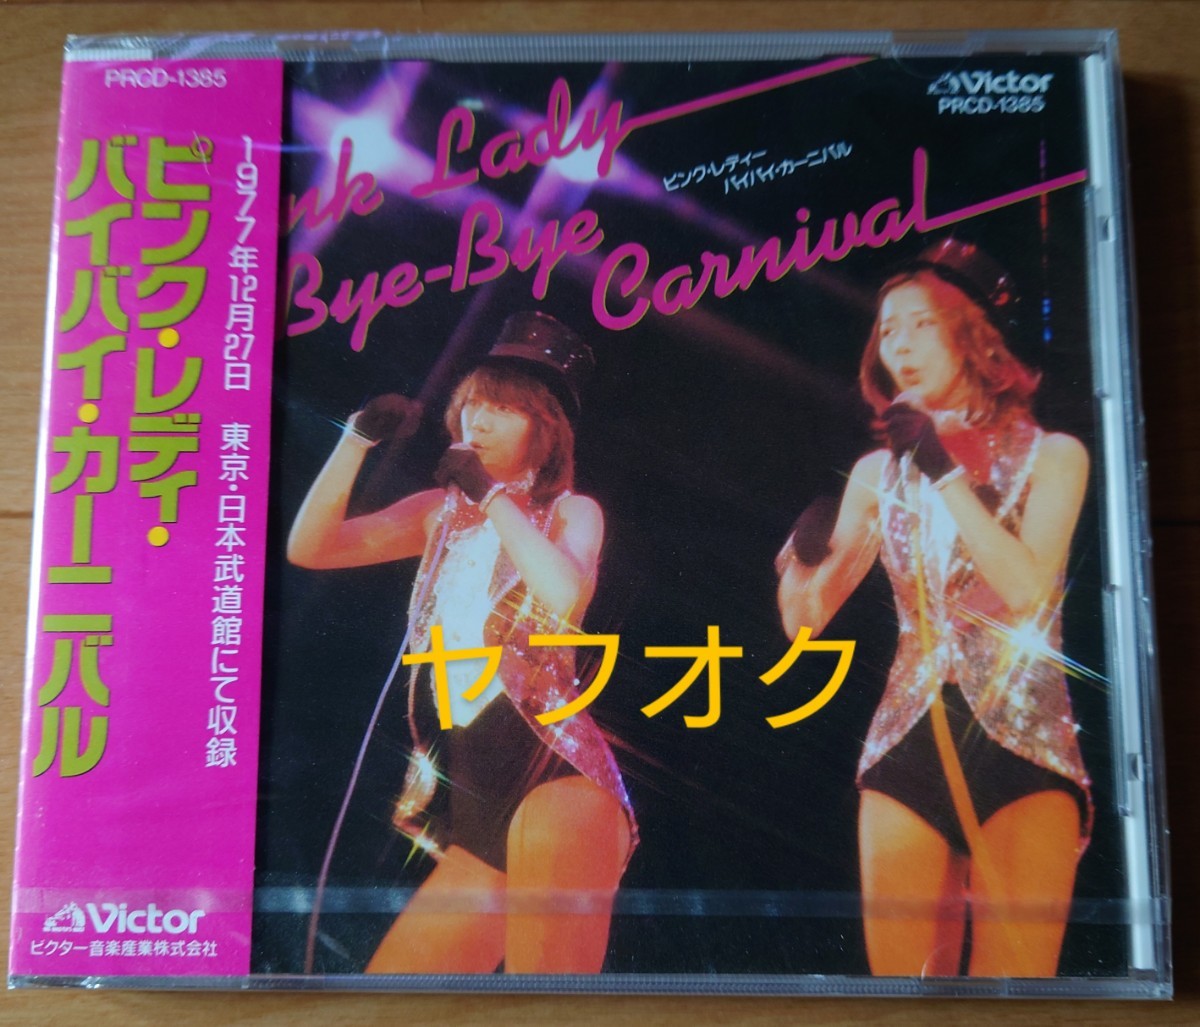 PRCD-1385
ピンク・レディ・
バイバイ・カーニバル
1977年12月27日 東京・日本武道館にて収録
Victor
ビクター音楽産業株式会社
nk Lady
Bye-Bye
Carnival
ピンク・レディー
バイバイ・カーニバル
Victor
PRCD-1385
ヤフオク